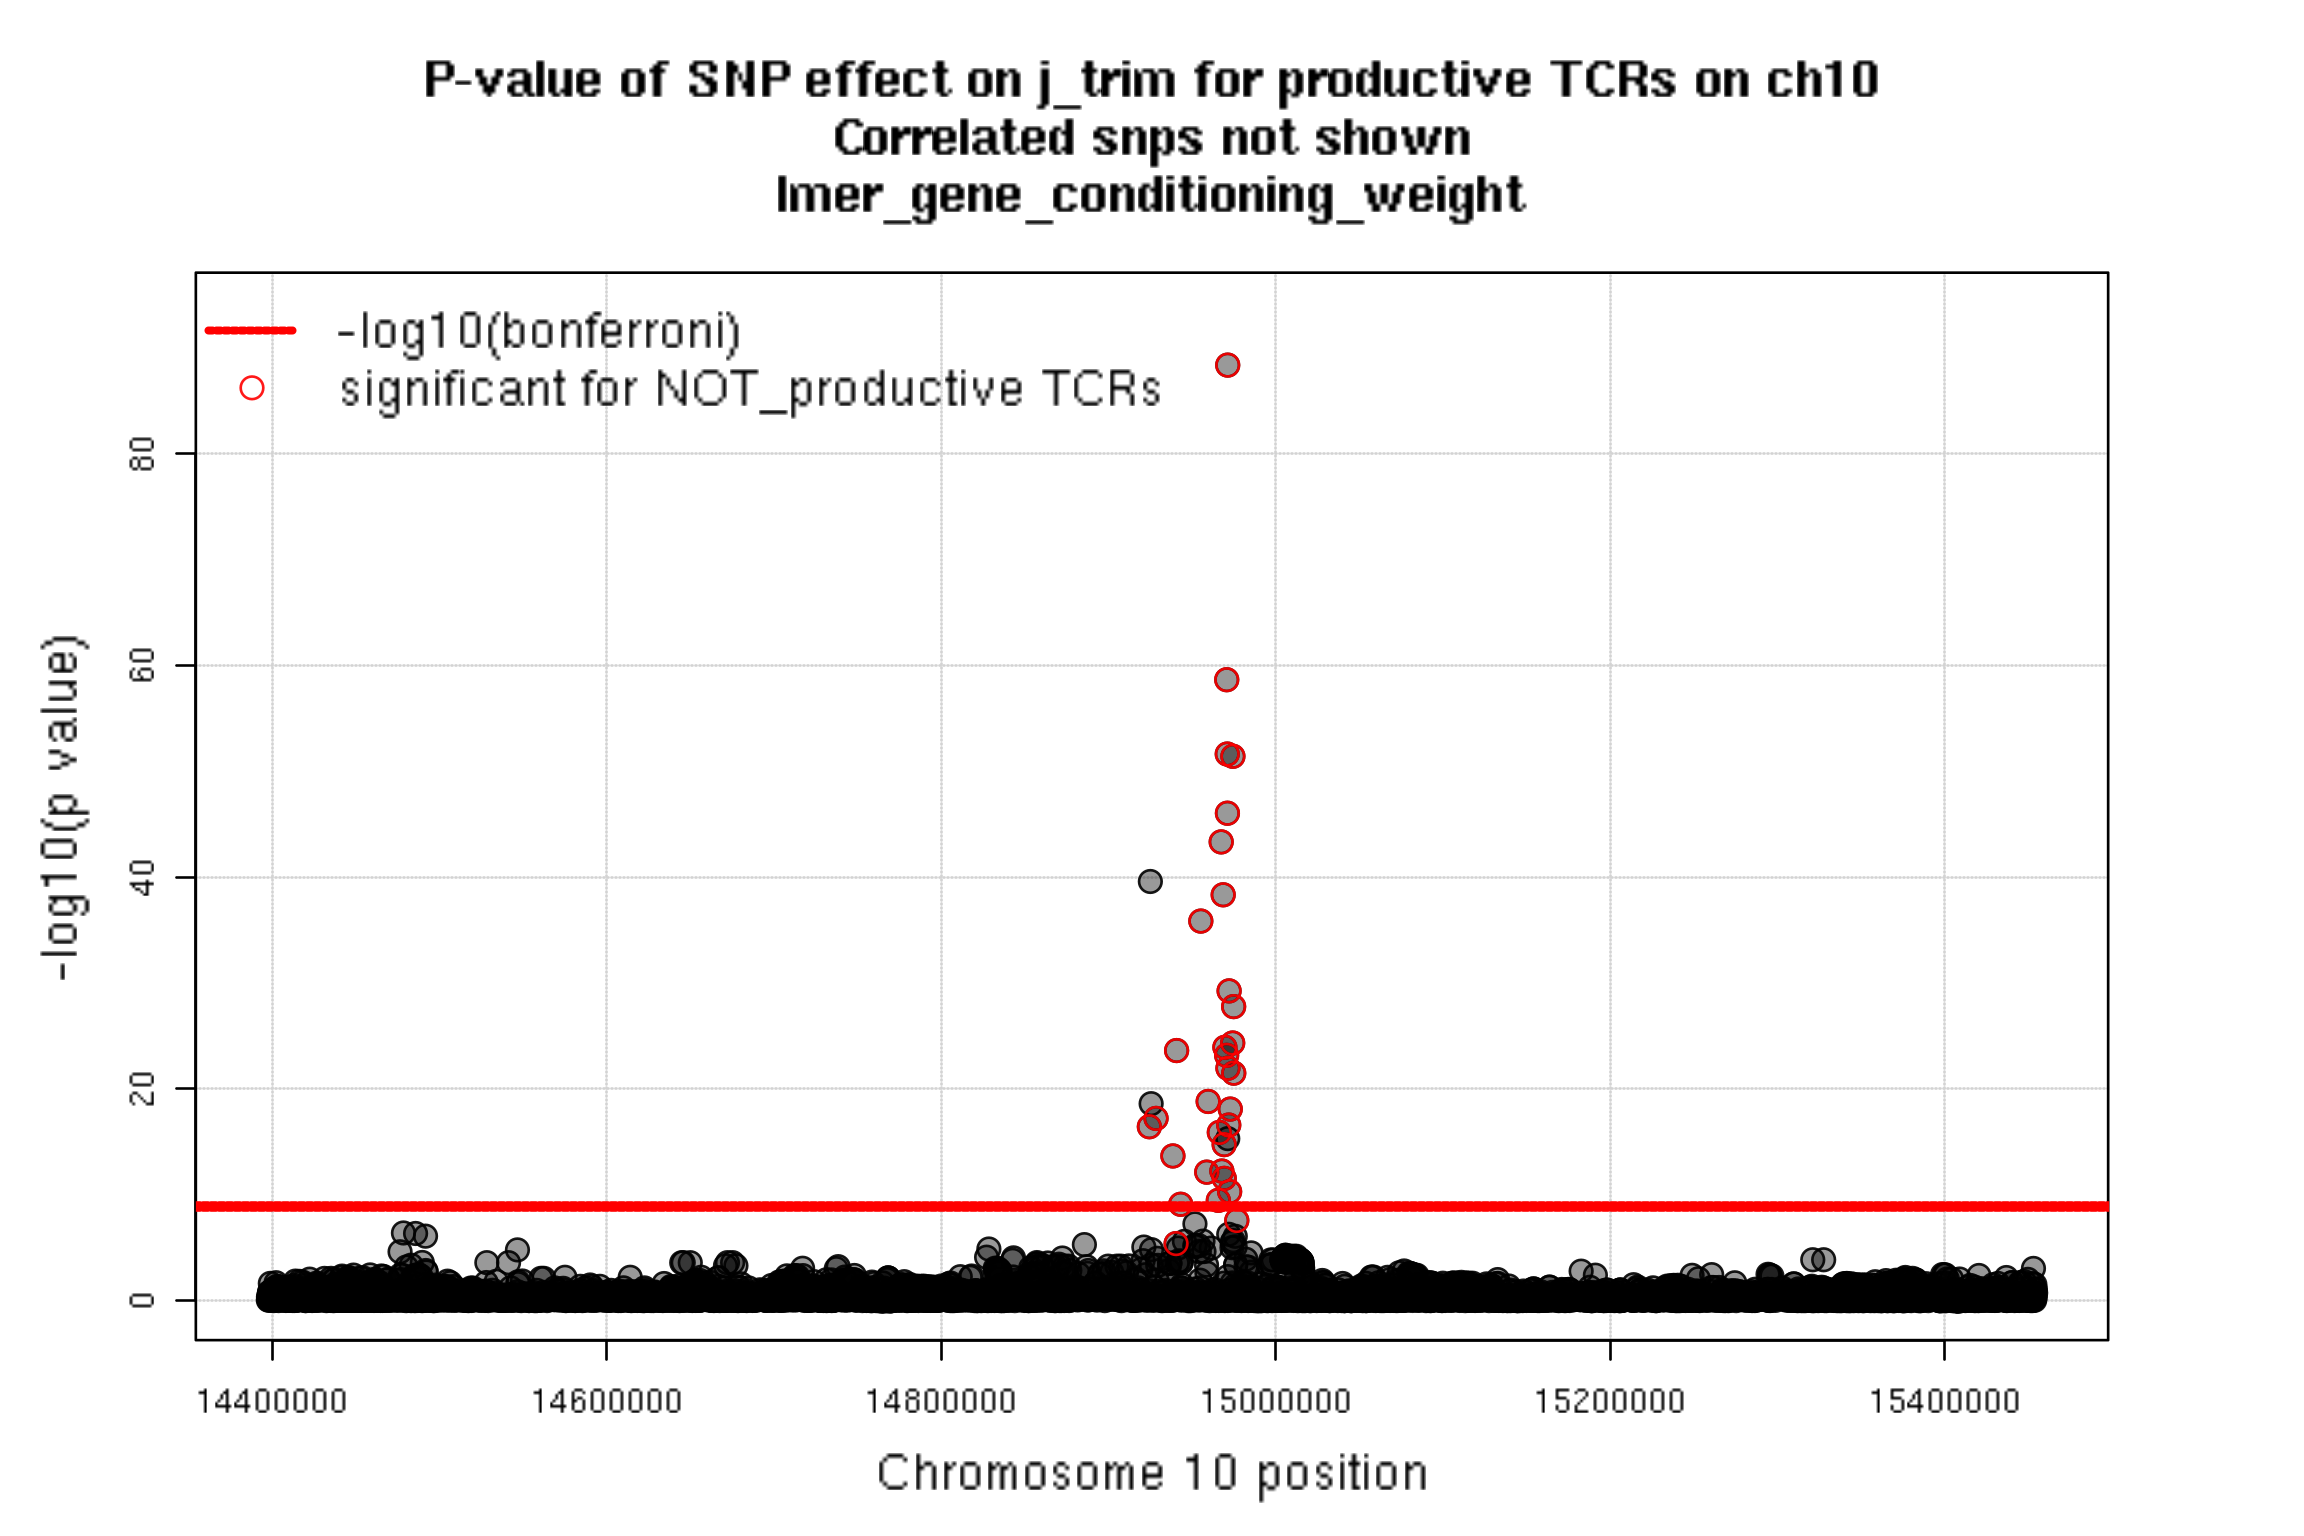 P-value of SNP effect on j_trim for productive TCRs on ch10
Correlated snps not shown
lmer_gene_conditioning_weight
-log10(bonferroni)
significant for NOT_productive TCRs
-log10(p value)
80
60
40
20
0
14400000 14600000 14800000 15000000 15200000 15400000
Chromosome 10 position